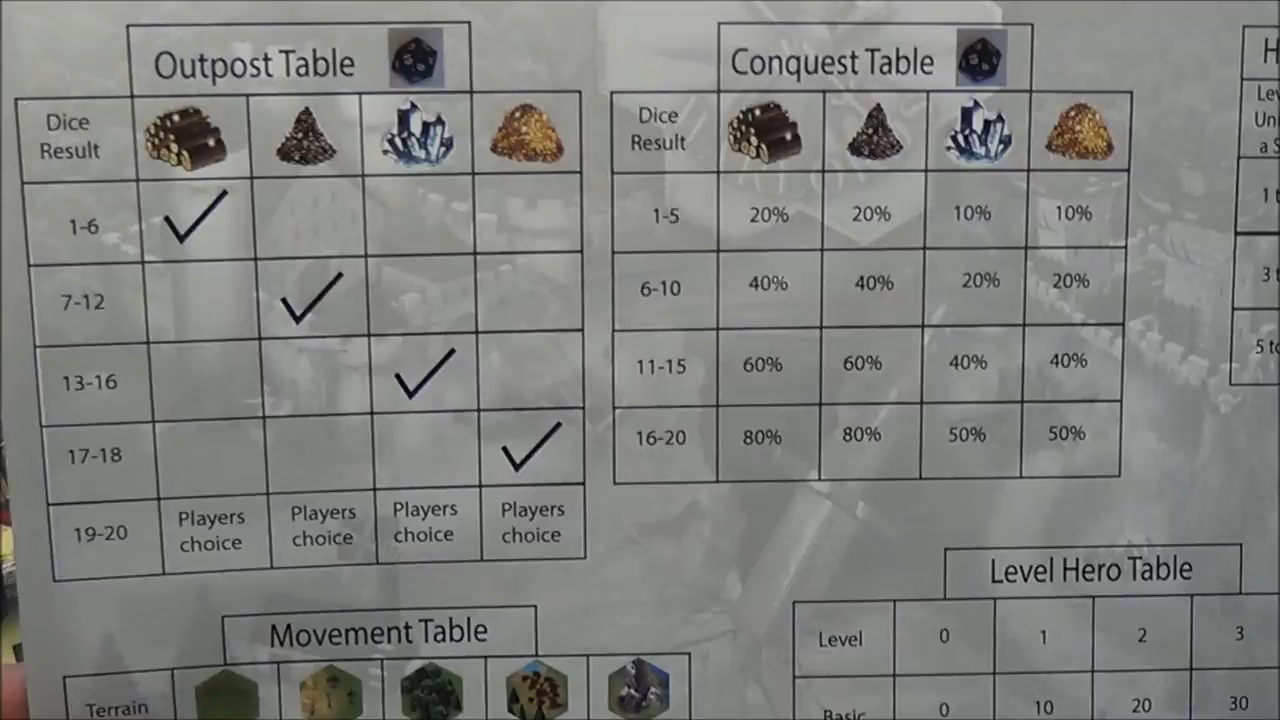 Outpost Table
Dice Result
1-6
7-12
13-16
17-18
19-20 Players choice Players choice Players choice Players choice
Conquest Table
Dice Result
1-5 20% 20% 10% 10%
6-10 40% 40% 20% 20%
11-15 60% 60% 40% 40%
16-20 80% 80% 50% 50%
Movement Table
Terrain
Level Hero Table
Level 0 1 2 3
Basic 0 10 20 30